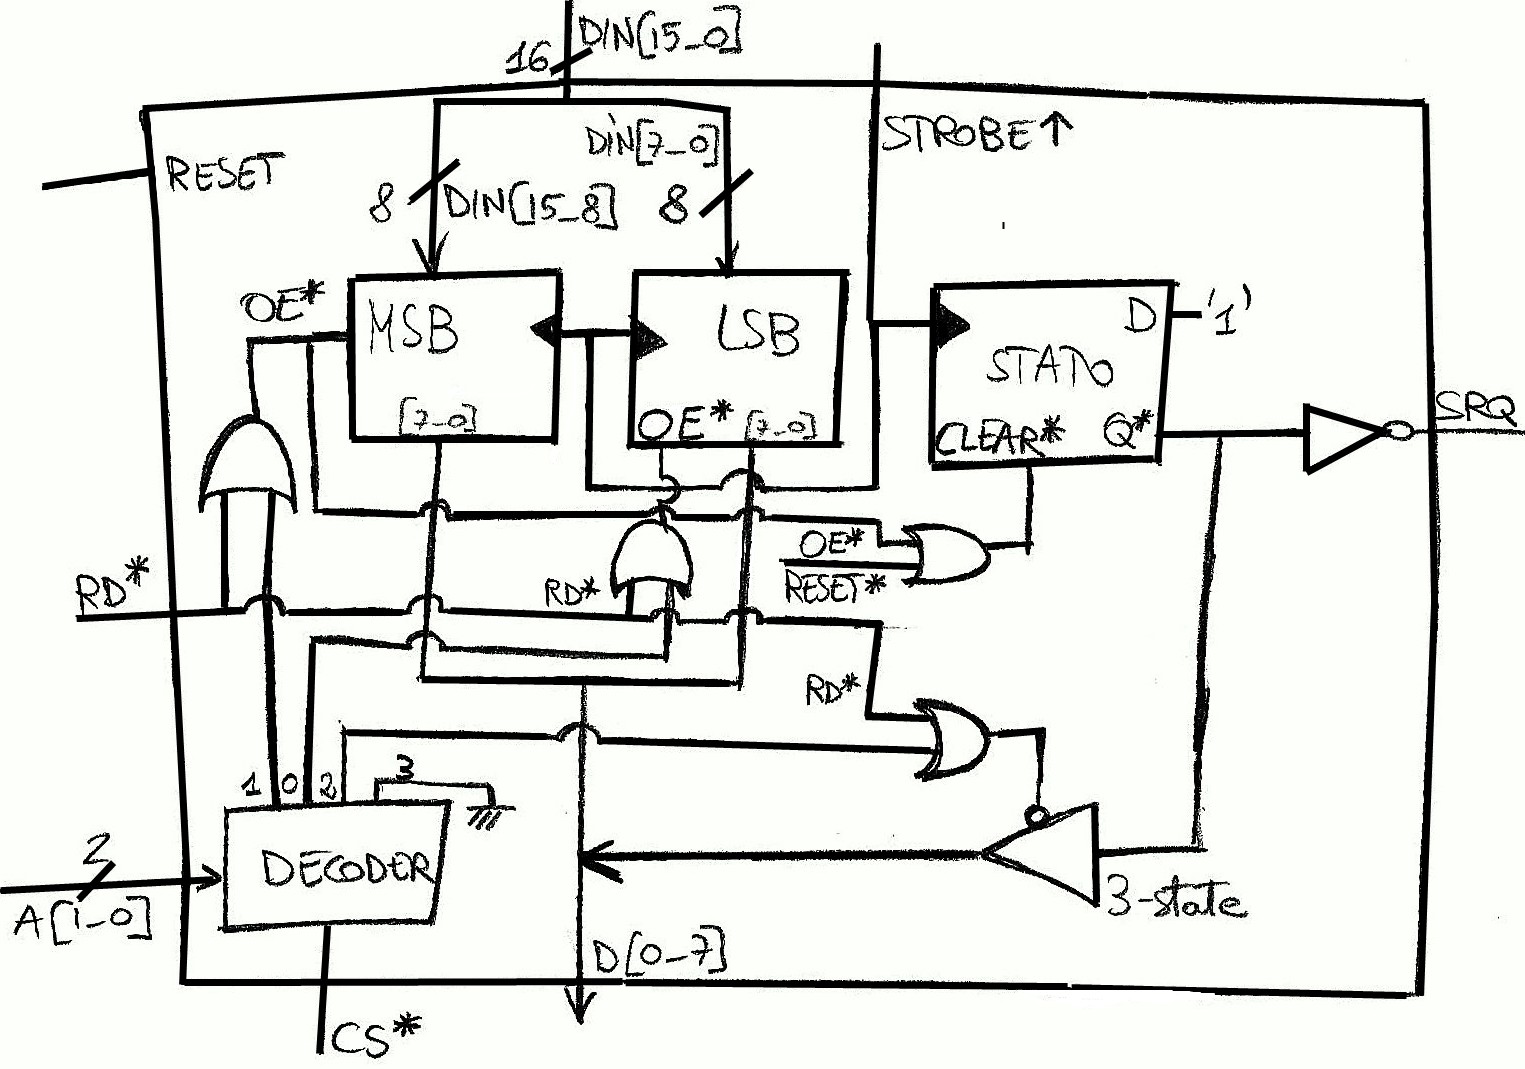 16 DIN[15_0]
STROBE↑
DIN[7_0]
RESET
8 DIN[15_8] 8
OE*
MSB
LSB
D '1'
STATO
[7_0]
OE* [7_0]
CLEAR* Q*
SRQ
OE*
RESET*
RD*
RD*
RD*
3
1 0 2
2
DECODER
A[1_0]
3-state
D[0_7]
CS*